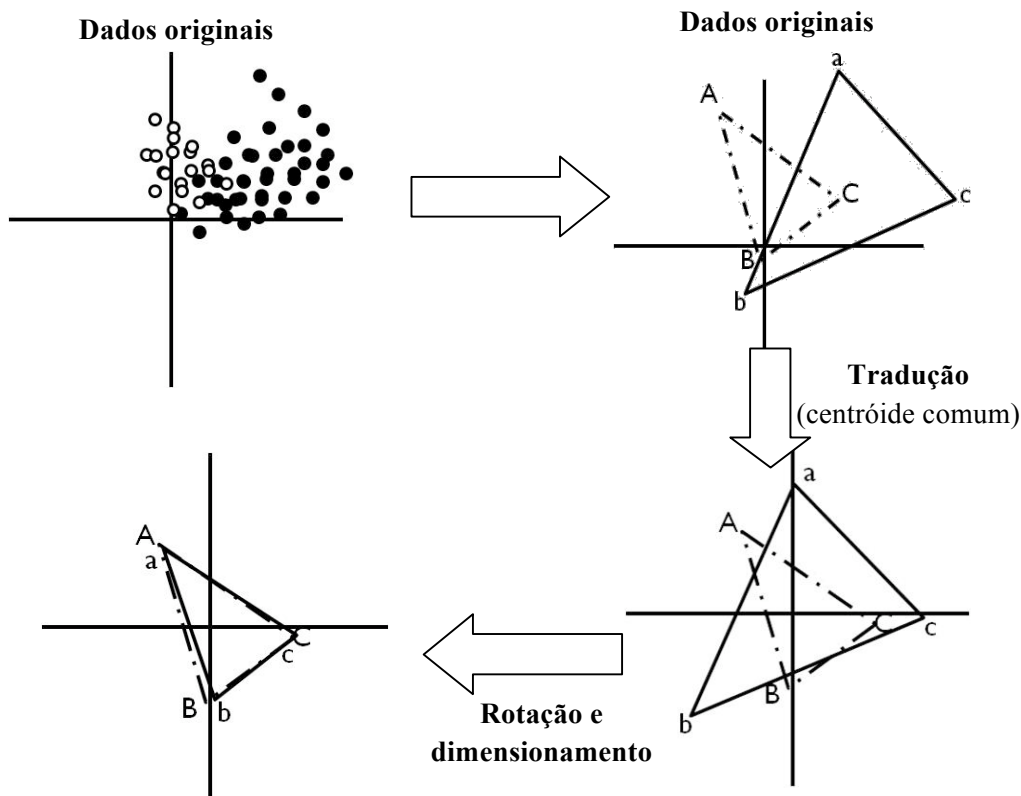 Dados originais
Dados originais
a
A
C
c
B
b
Tradução
(centróide comum)
a
A
C
c
B
b
A
a
C
c
B
b
Rotação e
dimensionamento